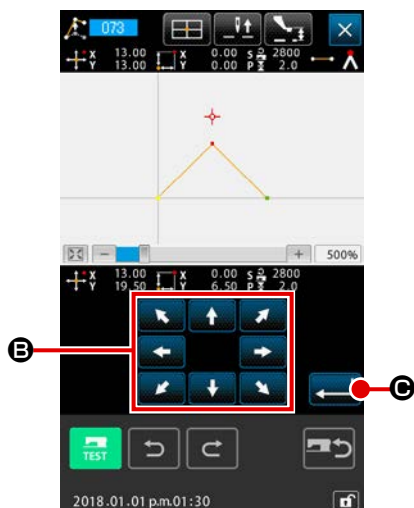 073
X 13.00 X 0.00 S 2800
Y 13.00 Y 0.00 P 2.0
500%
X 13.00 X 0.00 S 2800
Y 19.50 Y 6.50 P 2.0
B
C
TEST
2018.01.01 p.m.01:30